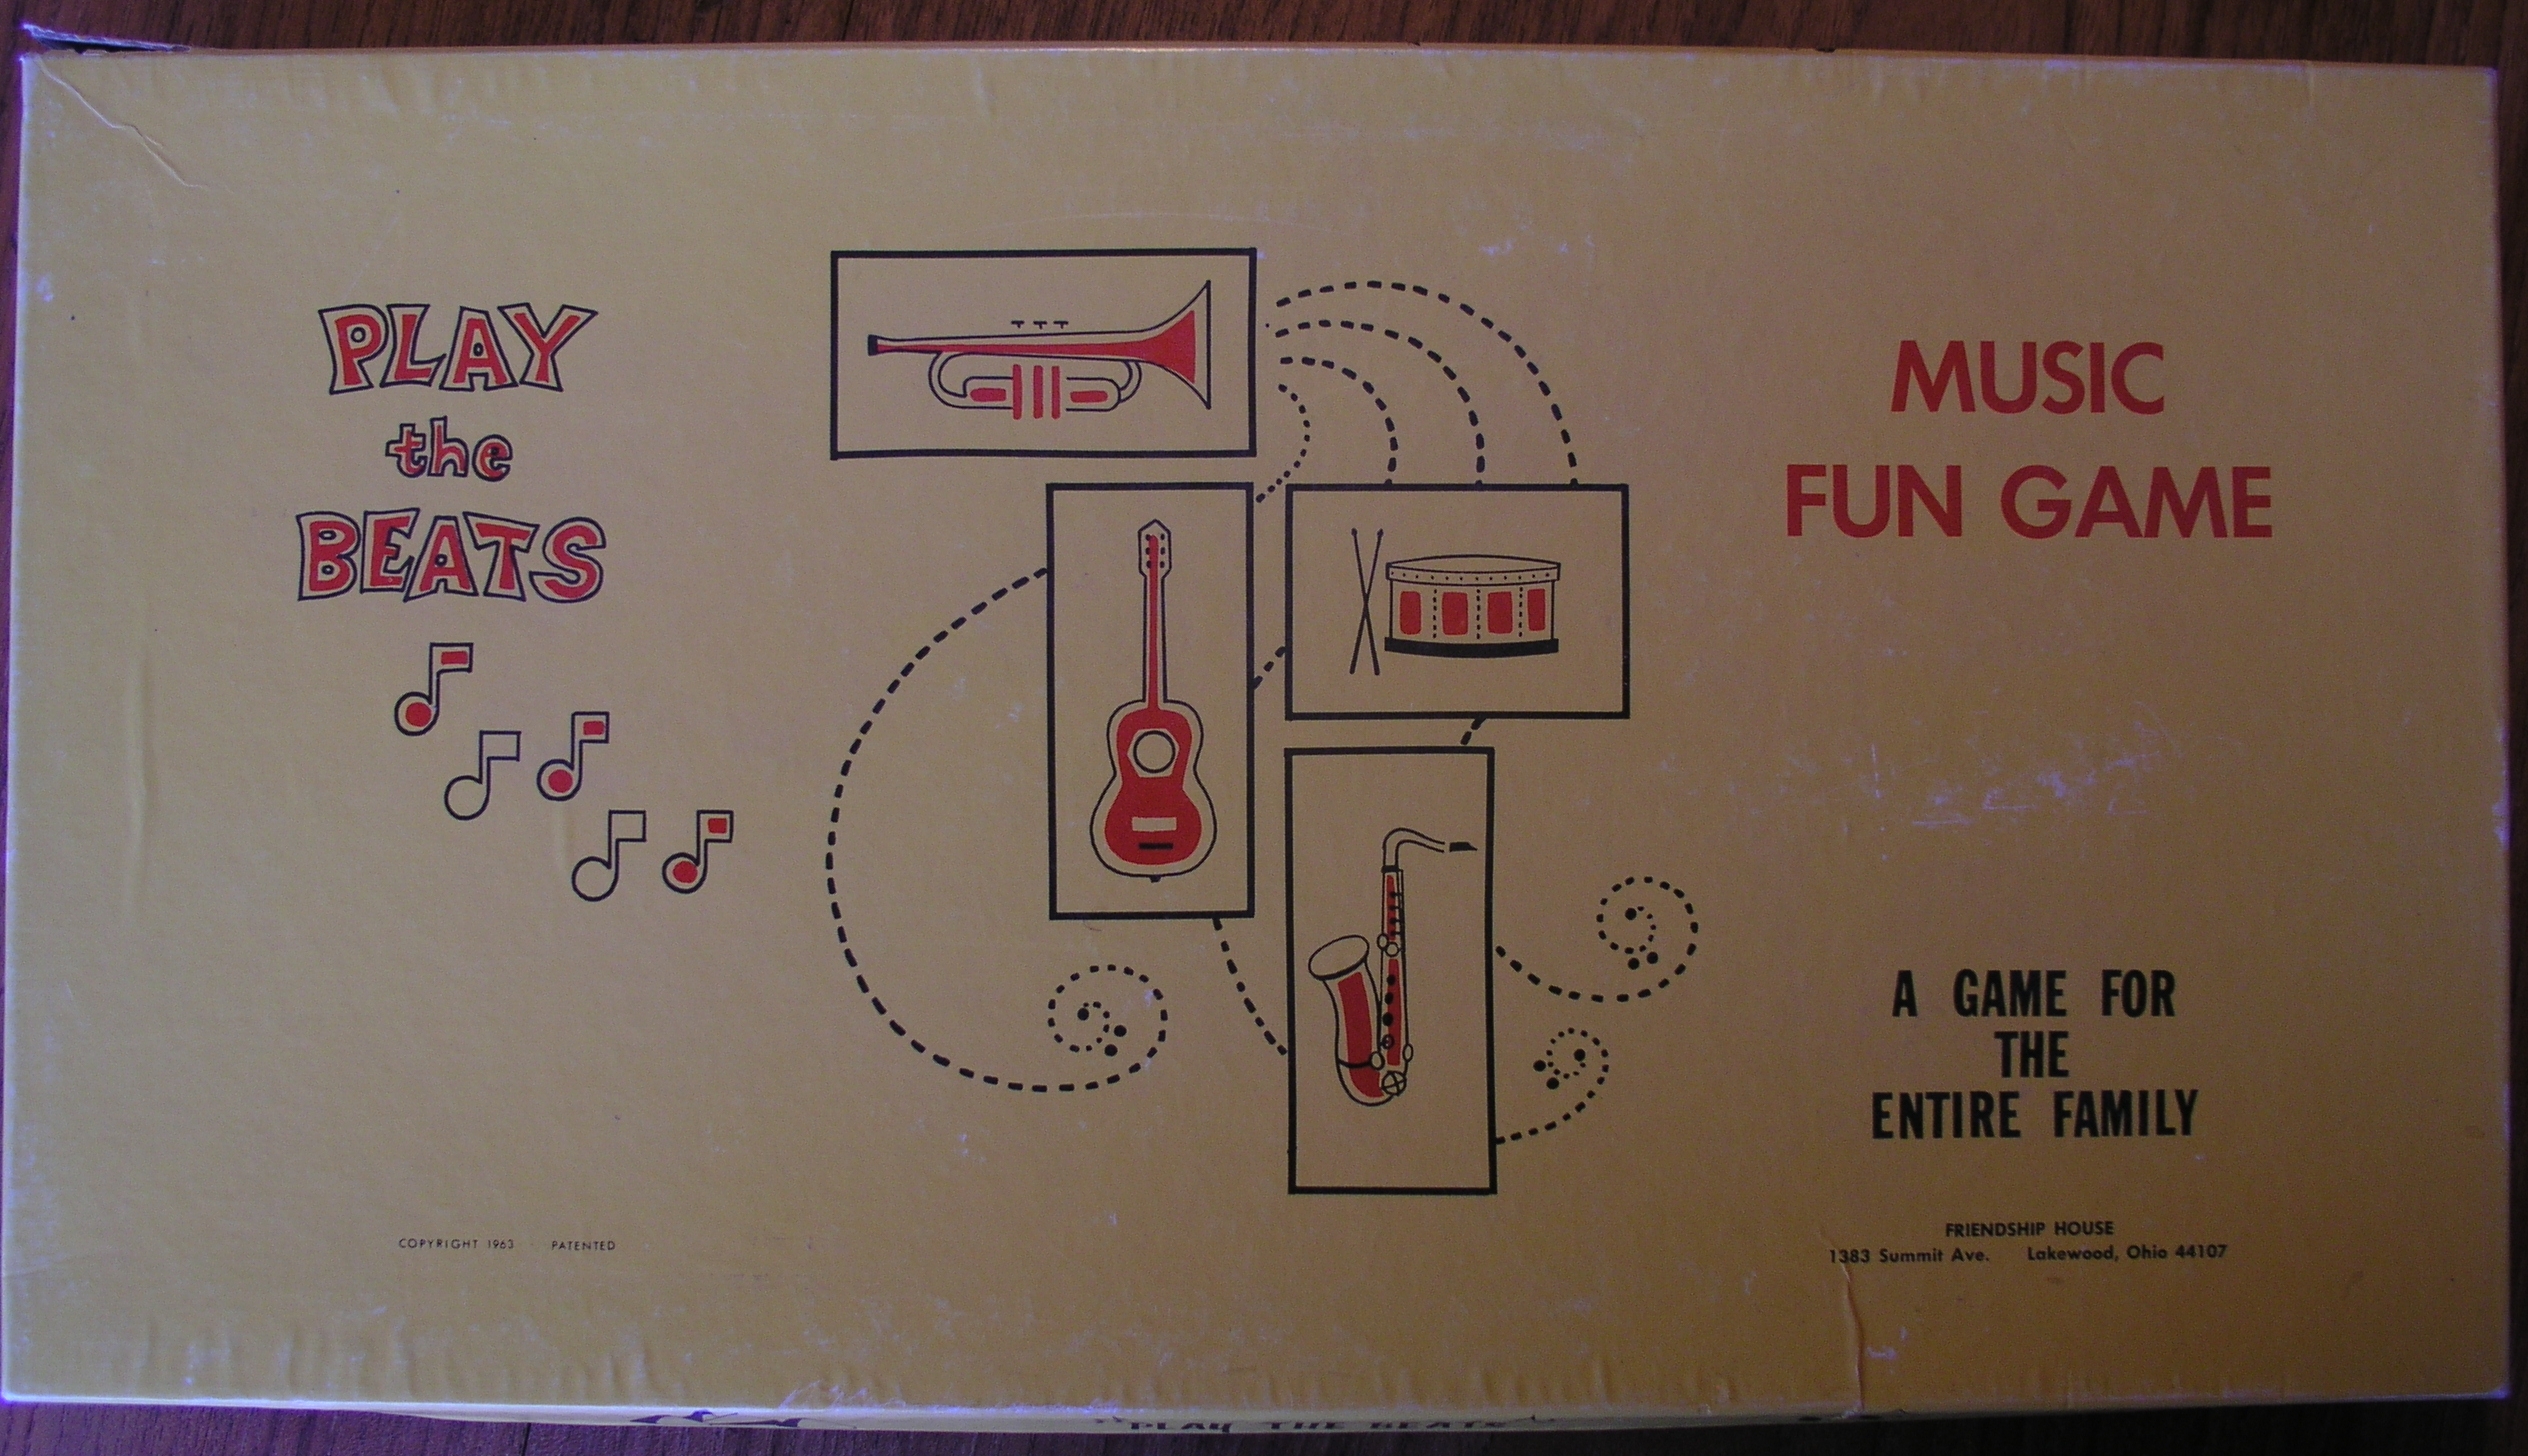 PLAY
the
BEATS
MUSIC
FUN GAME
A GAME FOR
THE
ENTIRE FAMILY
FRIENDSHIP HOUSE
1383 Summit Ave. Lakewood, Ohio 44107
COPYRIGHT 1963 · PATENTED
"PLAY THE BEATS"